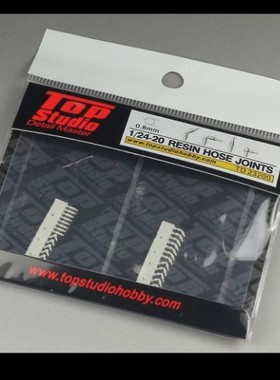 Top
Studio
Detail Master
0.8mm
1/24-20 RESIN HOSE JOINTS
www.topstudiohobby.com
TD 23200
www.topstudiohobby.com